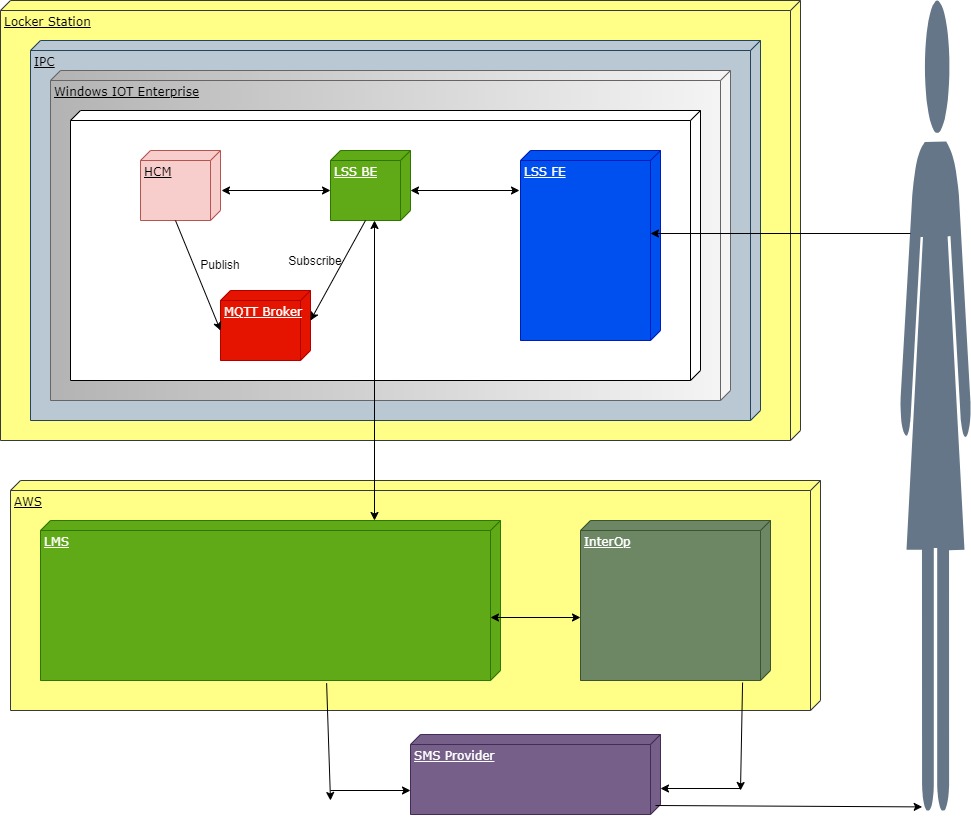 Locker Station
IPC
Windows IOT Enterprise
HCM
LSS BE
LSS FE
Publish
Subscribe
MQTT Broker
AWS
LMS
InterOp
SMS Provider